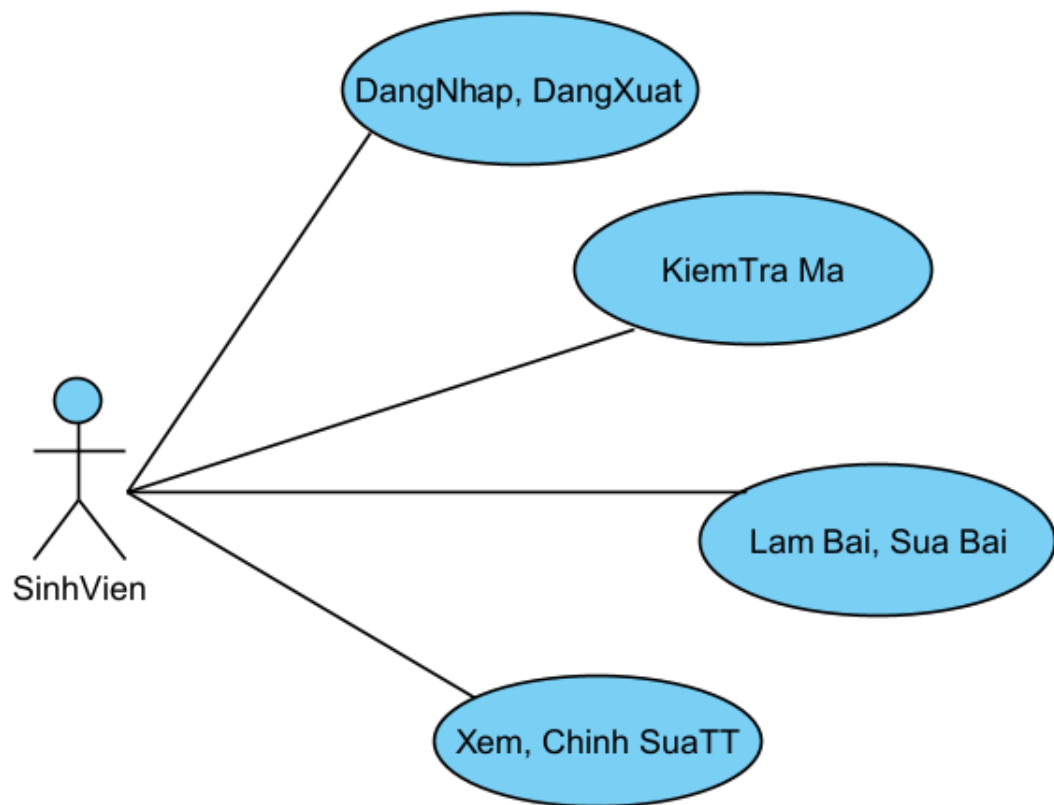 DangNhap, DangXuat
KiemTra Ma
Lam Bai, Sua Bai
SinhVien
Xem, Chinh SuaTT